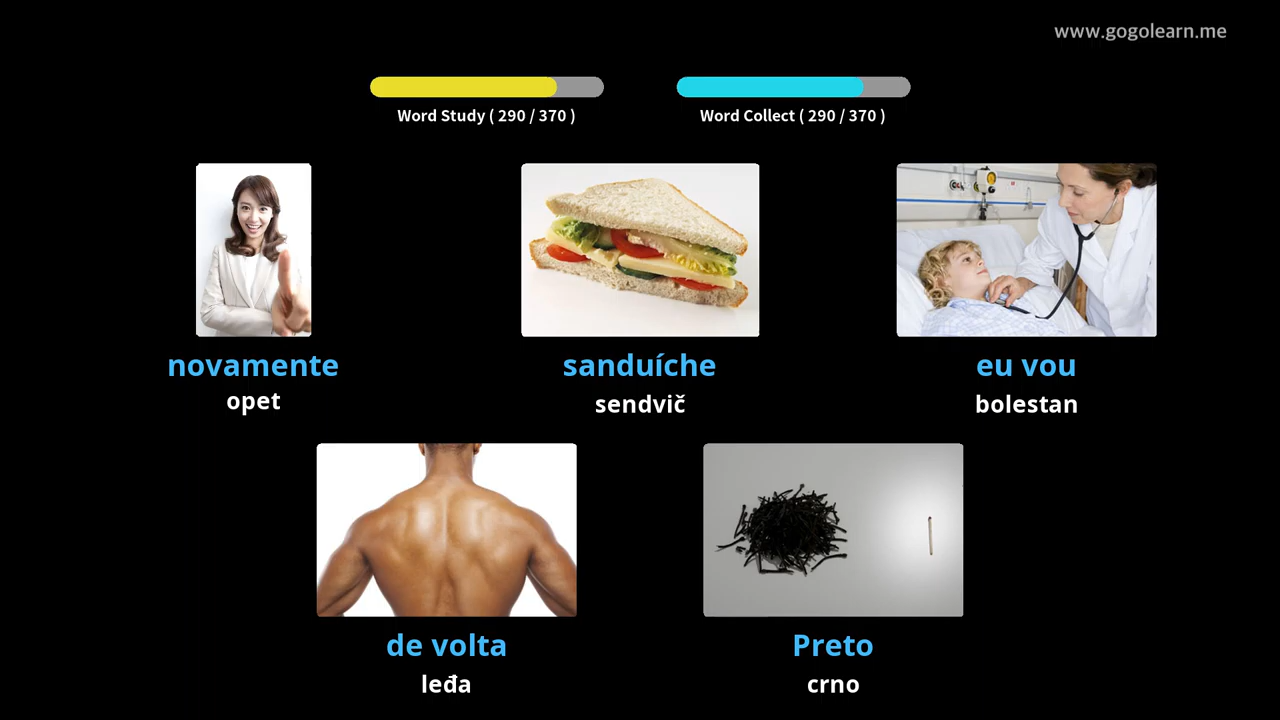 www.gogolearn.me
Word Study ( 290 / 370 )
Word Collect ( 290 / 370 )
novamente
opet
sanduíche
sendvič
eu vou
bolestan
de volta
leđa
Preto
crno